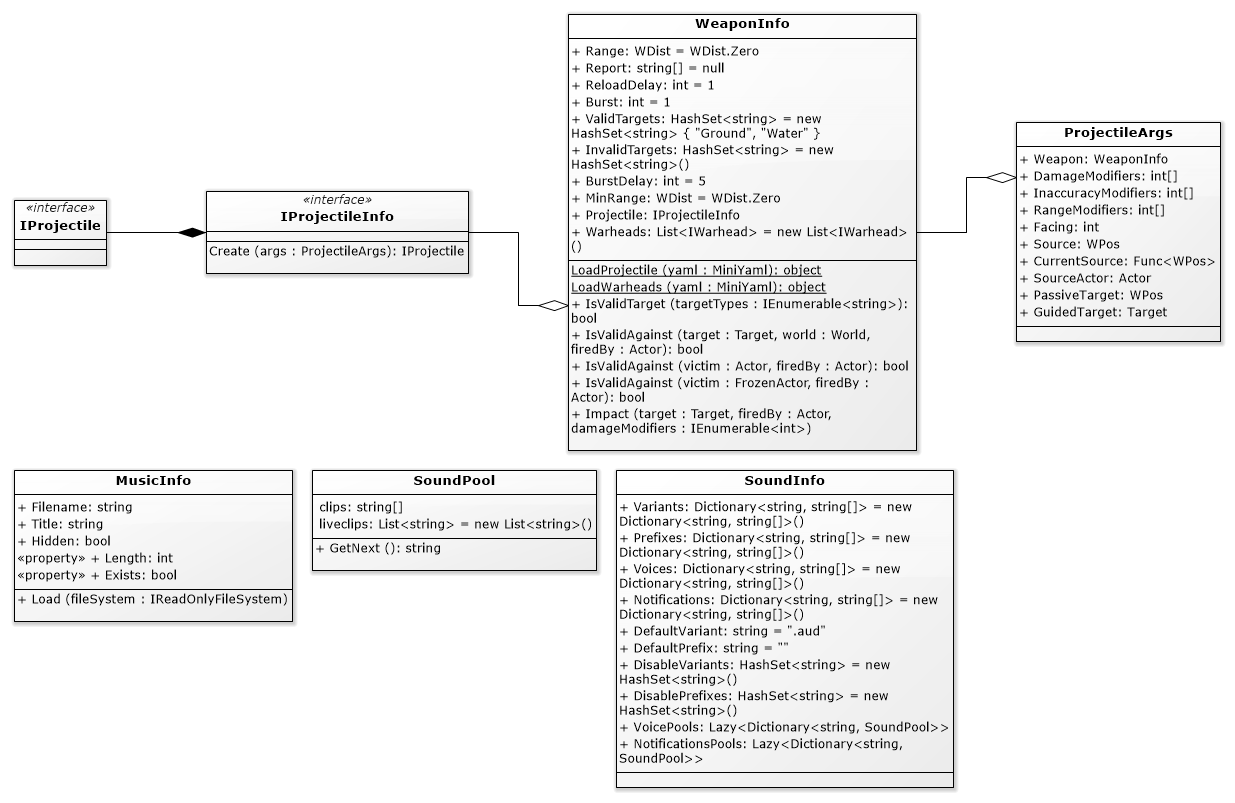 WeaponInfo
+ Range: WDist = WDist.Zero
+ Report: string[] = null
+ ReloadDelay: int = 1
+ Burst: int = 1
+ ValidTargets: HashSet<string> = new
HashSet<string> { "Ground", "Water" }
+ InvalidTargets: HashSet<string> = new
HashSet<string>()
+ BurstDelay: int = 5
+ MinRange: WDist = WDist.Zero
+ Projectile: IProjectileInfo
+ Warheads: List<IWarhead> = new List<IWarhead>
()
LoadProjectile (yaml : MiniYaml): object
LoadWarheads (yaml : MiniYaml): object
+ IsValidTarget (targetTypes : IEnumerable<string>):
bool
+ IsValidAgainst (target : Target, world : World,
firedBy : Actor): bool
+ IsValidAgainst (victim : Actor, firedBy : Actor): bool
+ IsValidAgainst (victim : FrozenActor, firedBy :
Actor): bool
+ Impact (target : Target, firedBy : Actor,
damageModifiers : IEnumerable<int>)
ProjectileArgs
+ Weapon: WeaponInfo
+ DamageModifiers: int[]
+ InaccuracyModifiers: int[]
+ RangeModifiers: int[]
+ Facing: int
+ Source: WPos
+ CurrentSource: Func<WPos>
+ SourceActor: Actor
+ PassiveTarget: WPos
+ GuidedTarget: Target
«interface»
IProjectile
«interface»
IProjectileInfo
Create (args : ProjectileArgs): IProjectile
MusicInfo
+ Filename: string
+ Title: string
+ Hidden: bool
«property» + Length: int
«property» + Exists: bool
+ Load (fileSystem : IReadOnlyFileSystem)
SoundPool
clips: string[]
liveclips: List<string> = new List<string>()
+ GetNext (): string
SoundInfo
+ Variants: Dictionary<string, string[]> = new
Dictionary<string, string[]>()
+ Prefixes: Dictionary<string, string[]> = new
Dictionary<string, string[]>()
+ Voices: Dictionary<string, string[]> = new
Dictionary<string, string[]>()
+ Notifications: Dictionary<string, string[]> = new
Dictionary<string, string[]>()
+ DefaultVariant: string = ".aud"
+ DefaultPrefix: string = ""
+ DisableVariants: HashSet<string> = new
HashSet<string>()
+ DisablePrefixes: HashSet<string> = new
HashSet<string>()
+ VoicePools: Lazy<Dictionary<string, SoundPool>>
+ NotificationsPools: Lazy<Dictionary<string,
SoundPool>>